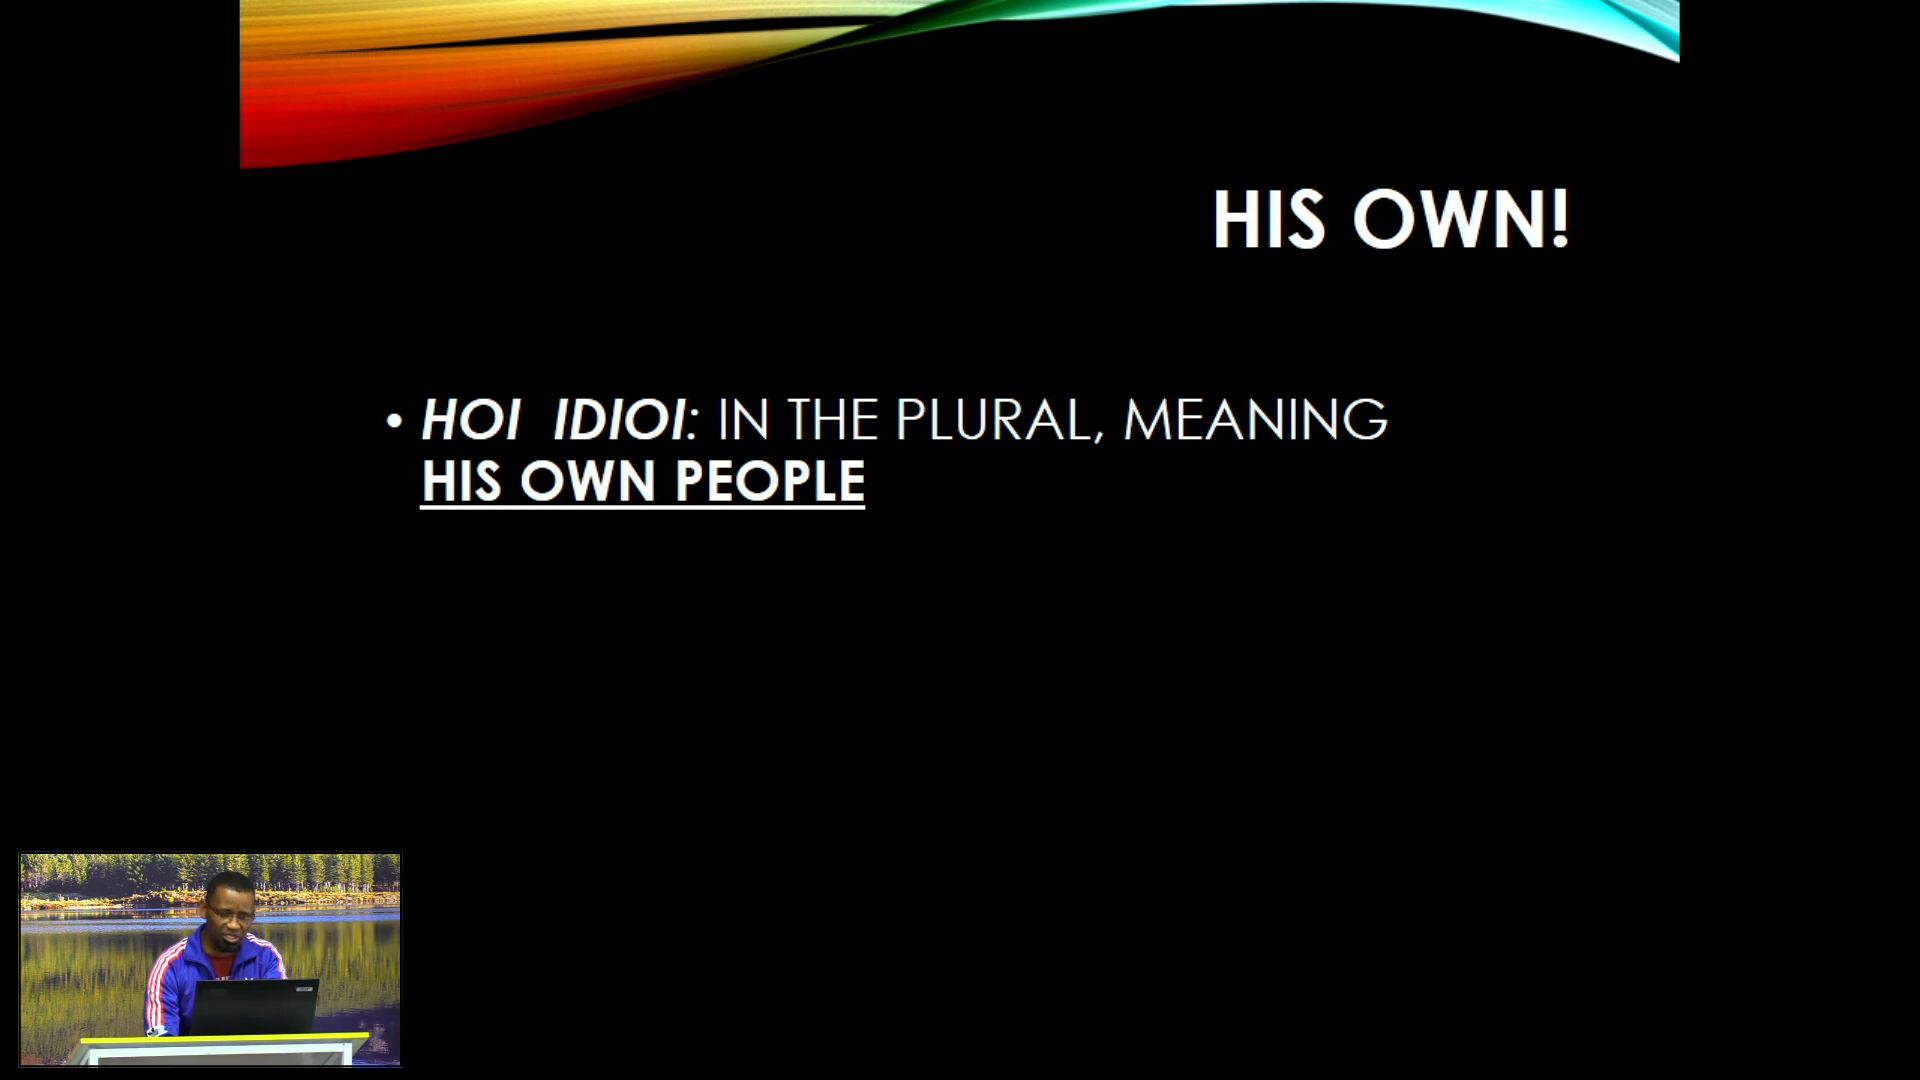 HIS OWN!
• HOI IDIOI: IN THE PLURAL, MEANING
HIS OWN PEOPLE